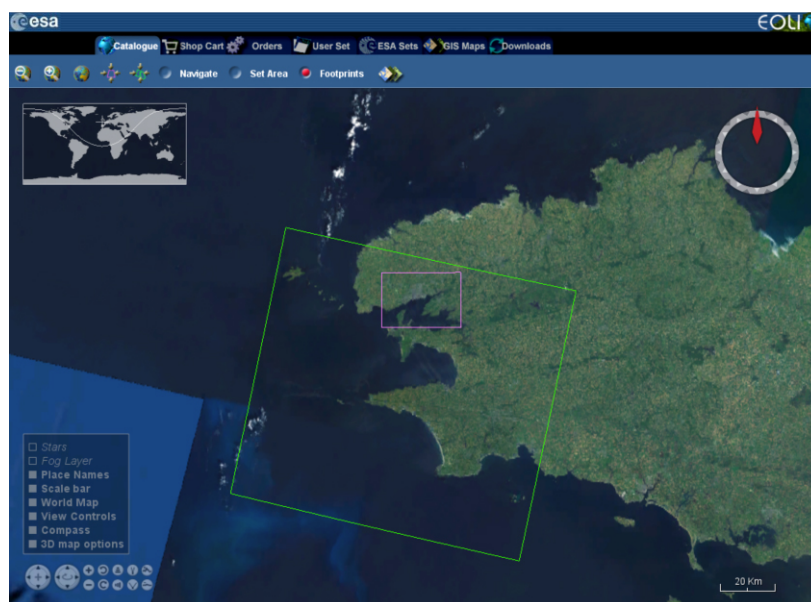 esa EOLI
Catalogue Shop Cart Orders User Set ESA Sets GIS Maps Downloads
Navigate Set Area Footprints
Stars
Fog Layer
Place Names
Scale bar
World Map
View Controls
Compass
3D map options
20 Km